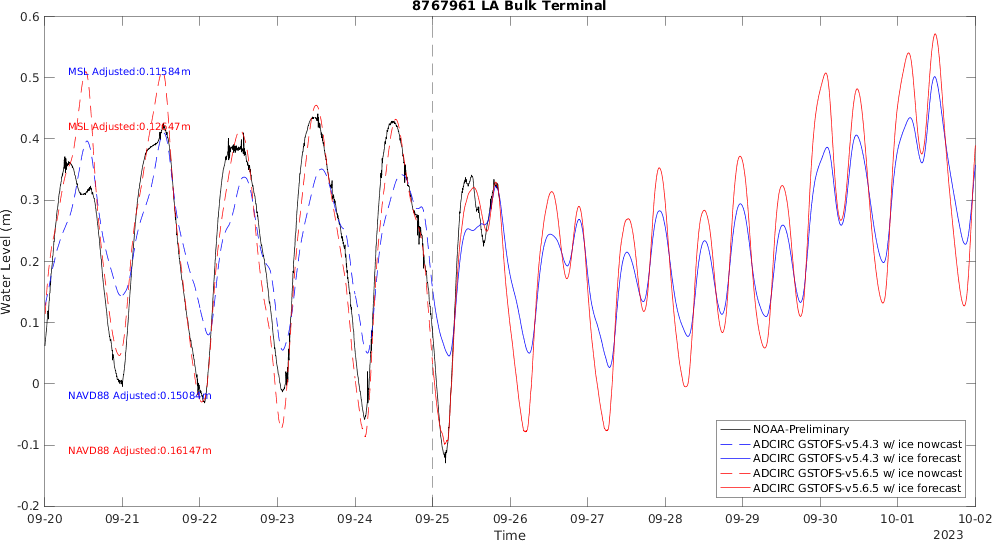 8767961 LA Bulk Terminal
0.6
0.5
0.4
0.3
0.2
0.1
0
-0.1
-0.2
Water Level (m)
MSL Adjusted:0.11584m
MSL Adjusted:0.12647m
NAVD88 Adjusted:0.15084m
NAVD88 Adjusted:0.16147m
NOAA-Preliminary
ADCIRC GSTOFS-v5.4.3 w/ ice nowcast
ADCIRC GSTOFS-v5.4.3 w/ ice forecast
ADCIRC GSTOFS-v5.6.5 w/ ice nowcast
ADCIRC GSTOFS-v5.6.5 w/ ice forecast
09-20 09-21 09-22 09-23 09-24 09-25 09-26 09-27 09-28 09-29 09-30 10-01 10-02
Time
2023